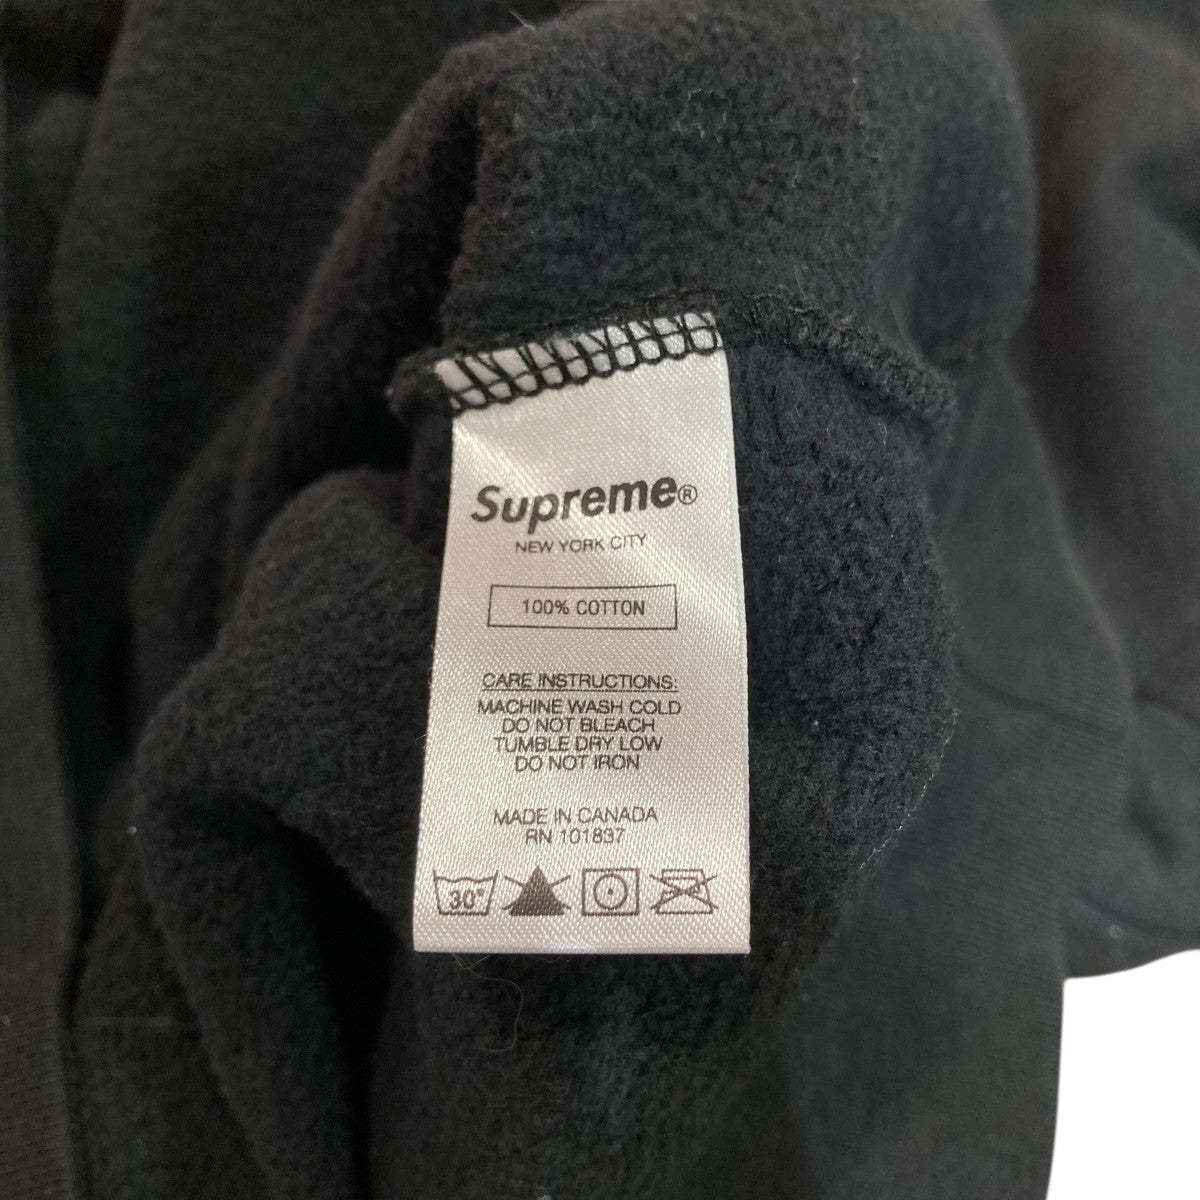 Supreme®
NEW YORK CITY
100% COTTON
CARE INSTRUCTIONS:
MACHINE WASH COLD
DO NOT BLEACH
TUMBLE DRY LOW
DO NOT IRON
MADE IN CANADA
RN 101837
30°